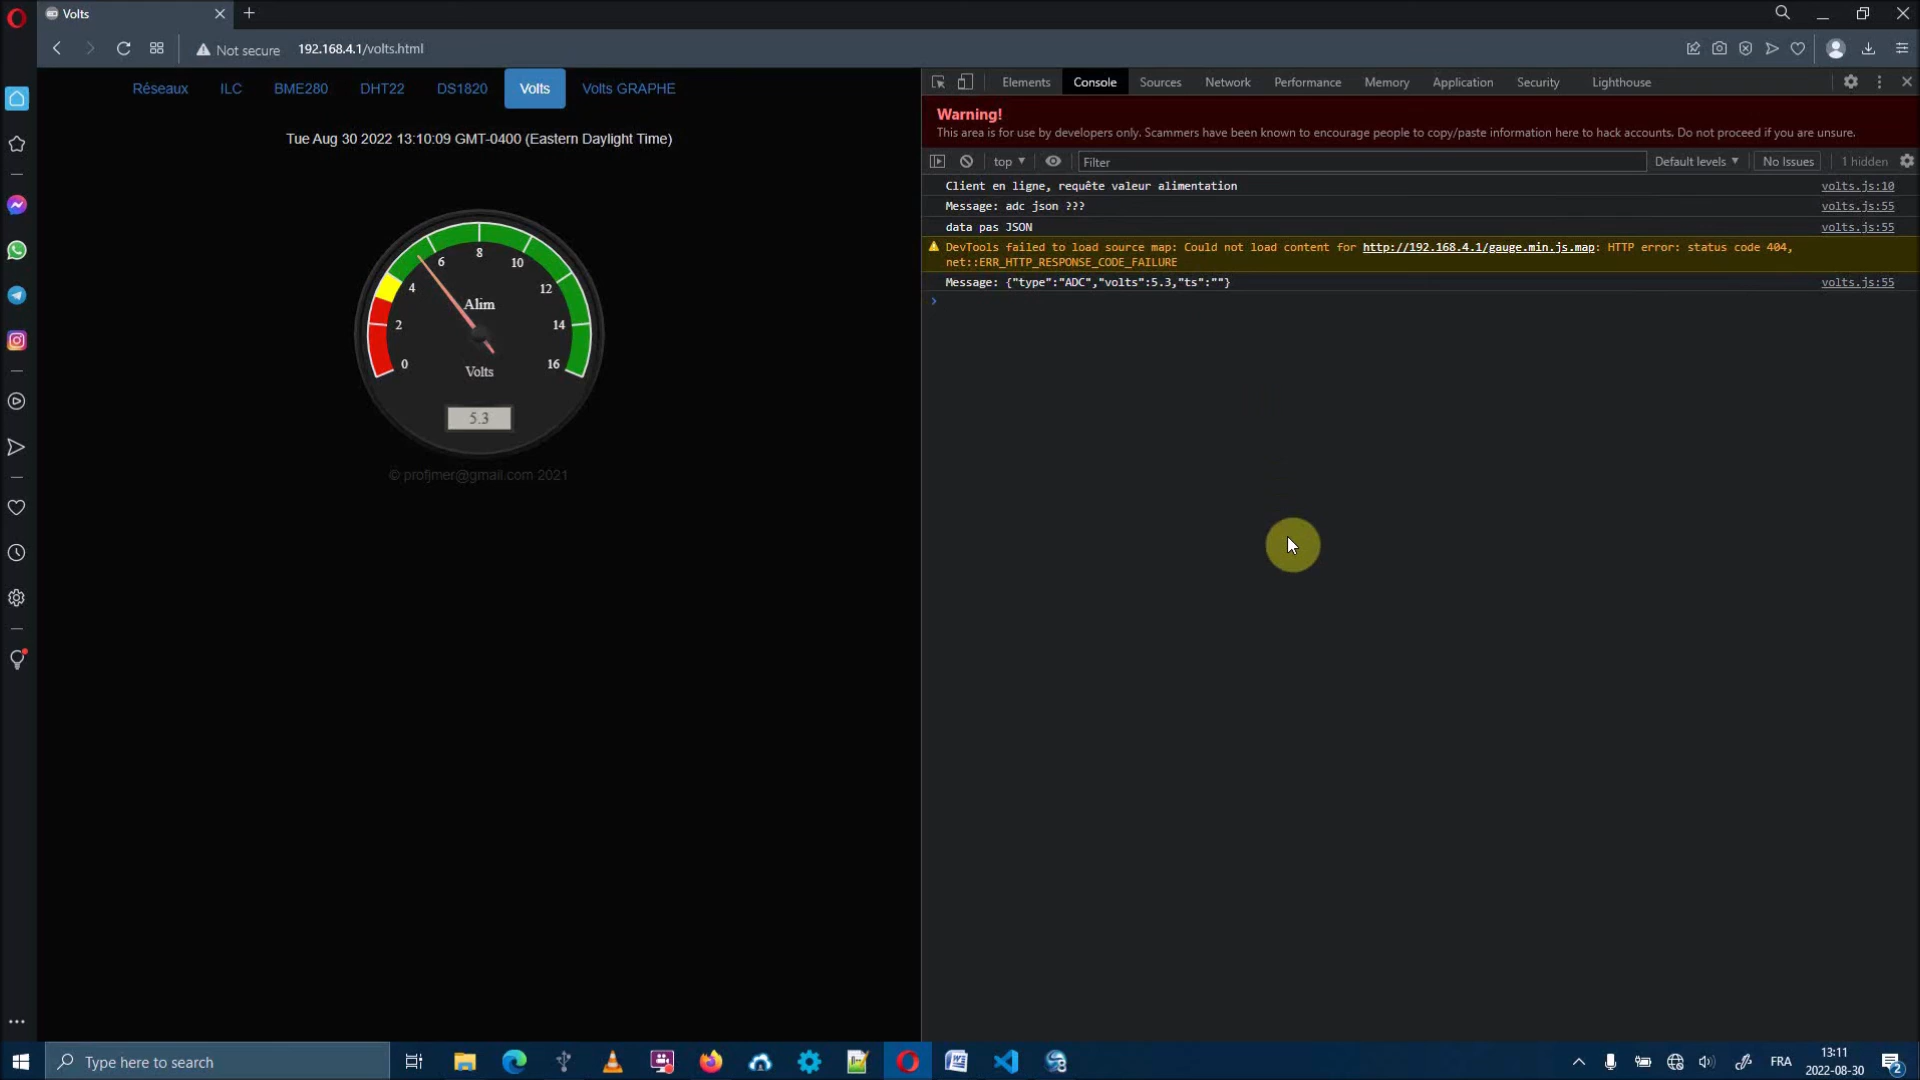 Volts
Not secure 192.168.4.1/volts.html
Réseaux ILC BME280 DHT22 DS1820 Volts Volts GRAPHE
Tue Aug 30 2022 13:10:09 GMT-0400 (Eastern Daylight Time)
0 2 4 6 8 10 12 14 16
Alim
Volts
5.3
© profjmer@gmail.com 2021
Elements Console Sources Network Performance Memory Application Security Lighthouse
Warning!
This area is for use by developers only. Scammers have been known to encourage people to copy/paste information here to hack accounts. Do not proceed if you are unsure.
top Filter Default levels No Issues 1 hidden
Client en ligne, requête valeur alimentation volts.js:10
Message: adc json ??? volts.js:55
data pas JSON volts.js:55
DevTools failed to load source map: Could not load content for http://192.168.4.1/gauge.min.js.map: HTTP error: status code 404,
net::ERR_HTTP_RESPONSE_CODE_FAILURE
Message: {"type":"ADC","volts":5.3,"ts":""} volts.js:55
Type here to search
FRA
13:11
2022-08-30
2